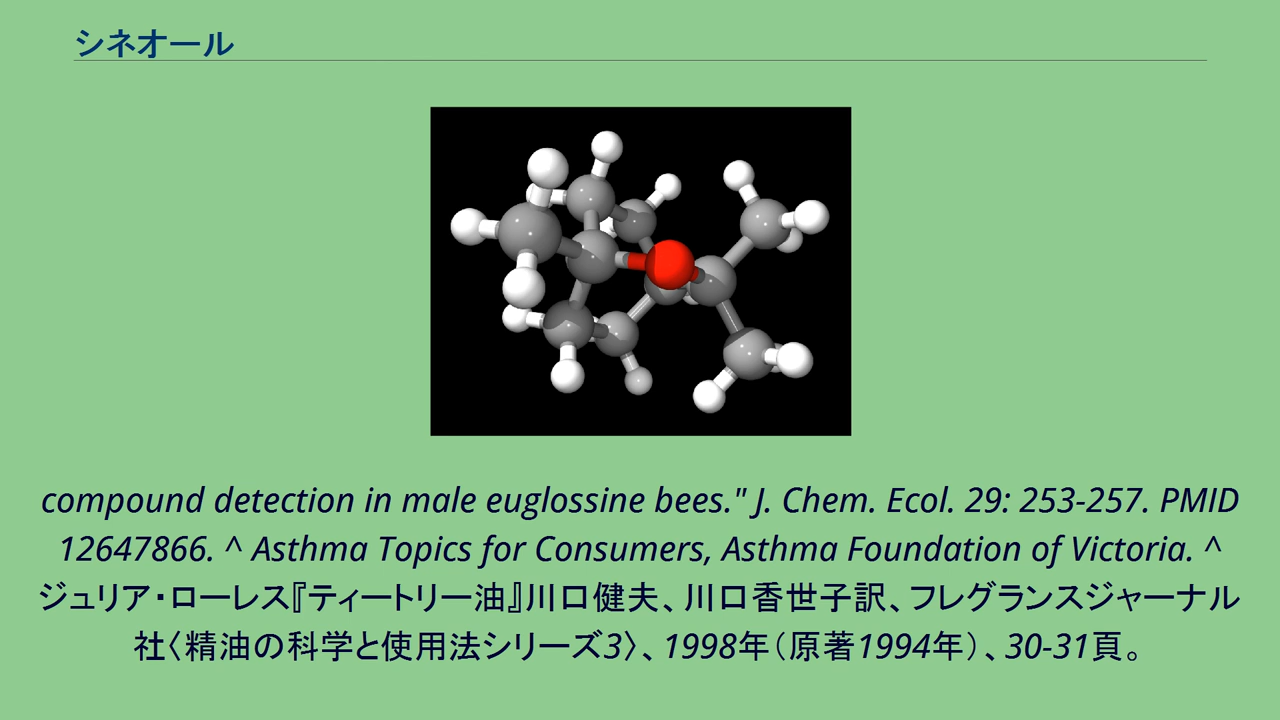 シネオール
compound detection in male euglossine bees." J. Chem. Ecol. 29: 253-257. PMID
12647866. ^ Asthma Topics for Consumers, Asthma Foundation of Victoria. ^
ジュリア・ローレス『ティートリー油』川口健夫、川口香世子訳、フレグランスジャーナル
社〈精油の科学と使用法シリーズ3〉、1998年（原著1994年）、30-31頁。